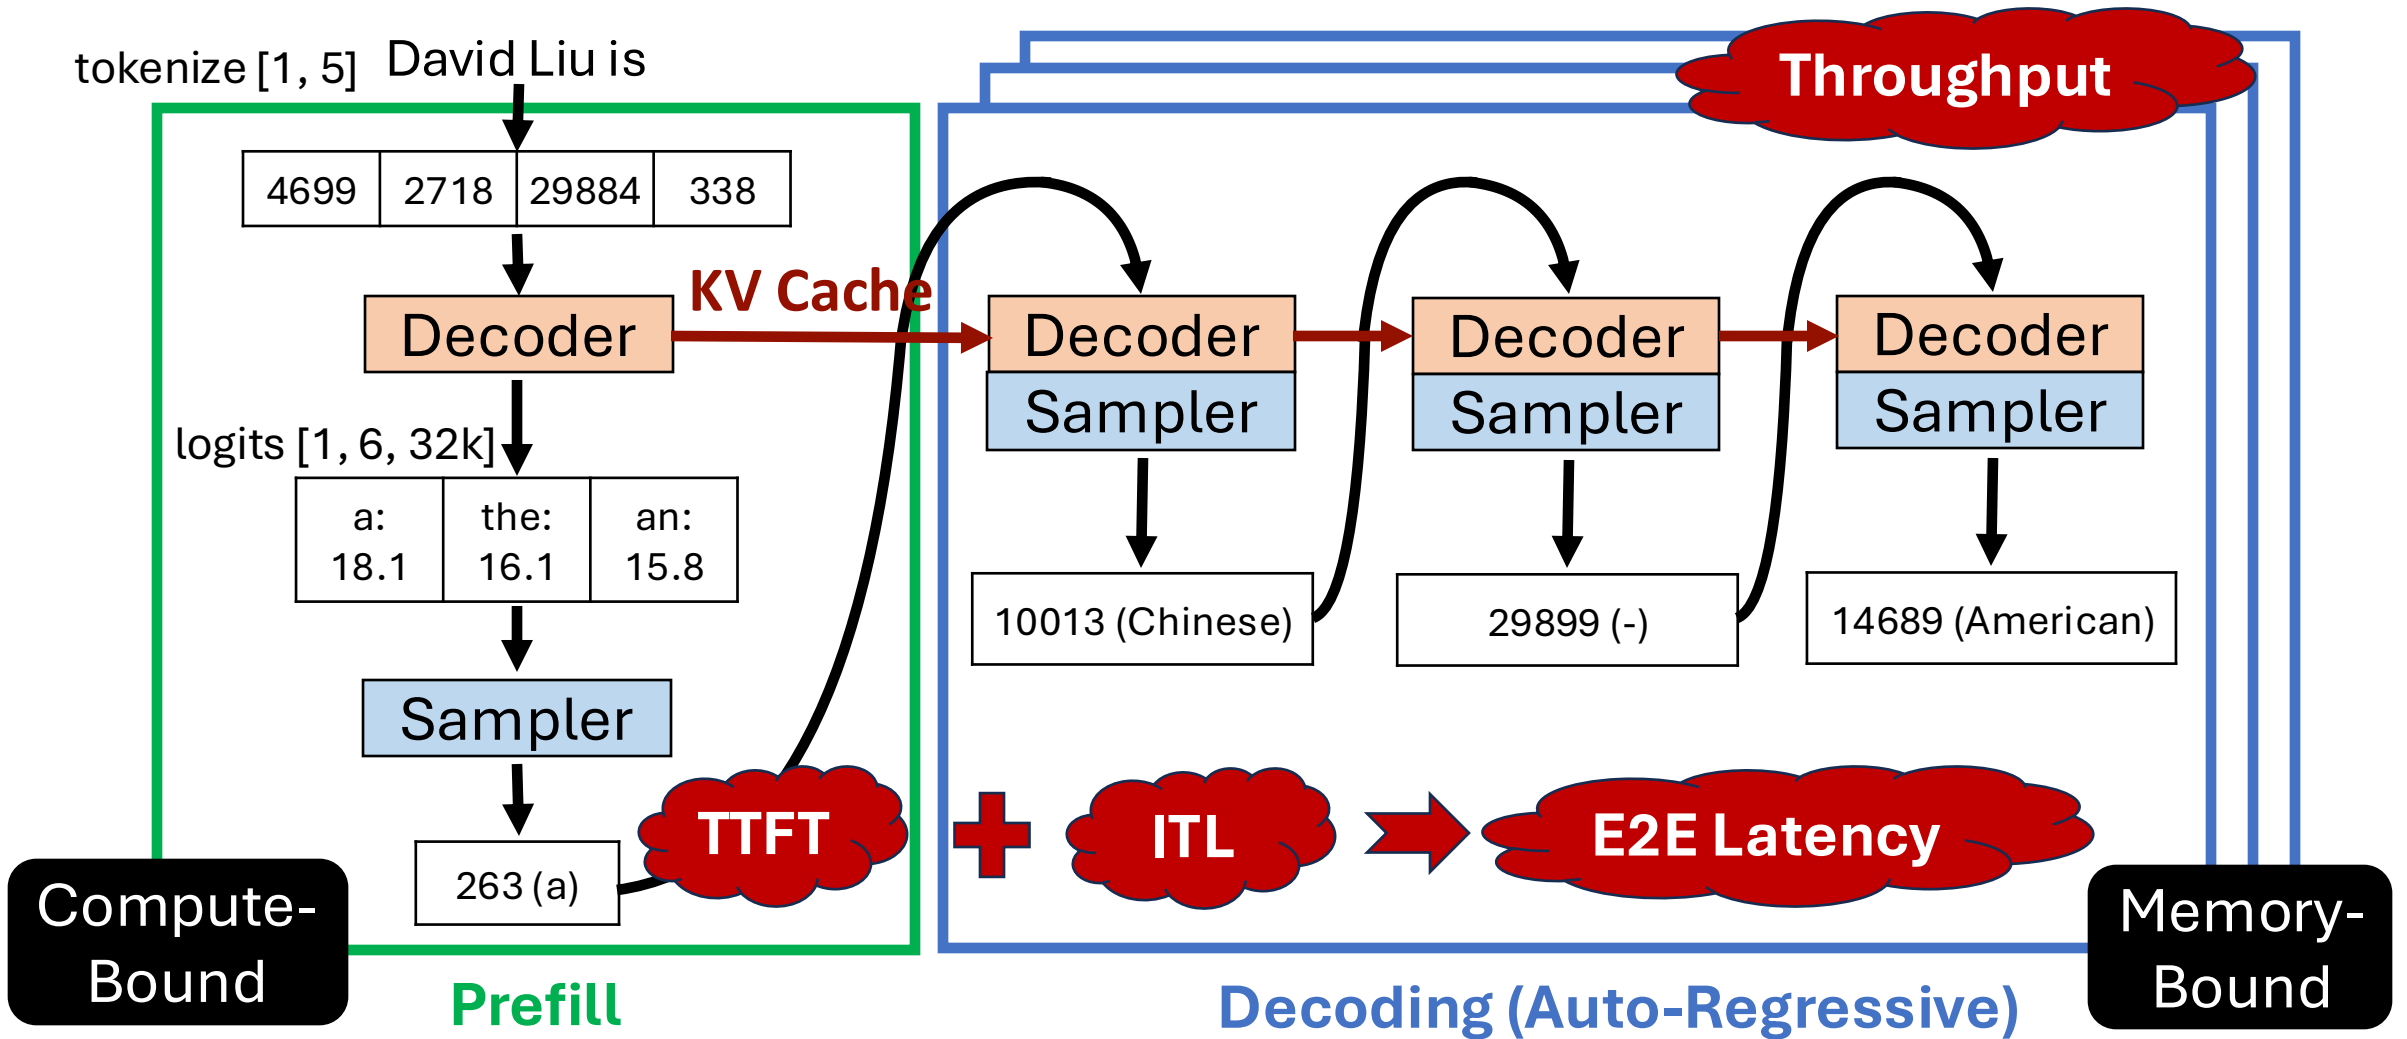 tokenize [1, 5]
David Liu is
4699 2718 29884 338
Decoder
KV Cache
logits [1, 6, 32k]
a:
18.1
the:
16.1
an:
15.8
Sampler
263 (a)
TTFT
Compute-
Bound
Prefill
Throughput
Decoder
Sampler
10013 (Chinese)
Decoder
Sampler
29899 (-)
Decoder
Sampler
14689 (American)
ITL
E2E Latency
Memory-
Bound
Decoding (Auto-Regressive)